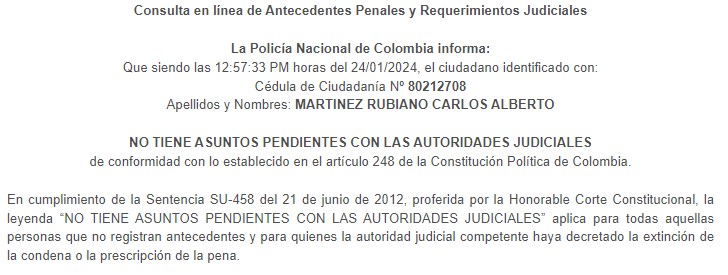 Consulta en línea de Antecedentes Penales y Requerimientos Judiciales
La Policía Nacional de Colombia informa:
Que siendo las 12:57:33 PM horas del 24/01/2024, el ciudadano identificado con:
Cédula de Ciudadanía Nº 80212708
Apellidos y Nombres: MARTINEZ RUBIANO CARLOS ALBERTO
NO TIENE ASUNTOS PENDIENTES CON LAS AUTORIDADES JUDICIALES
de conformidad con lo establecido en el artículo 248 de la Constitución Política de Colombia.
En cumplimiento de la Sentencia SU-458 del 21 de junio de 2012, proferida por la Honorable Corte Constitucional, la
leyenda “NO TIENE ASUNTOS PENDIENTES CON LAS AUTORIDADES JUDICIALES” aplica para todas aquellas
personas que no registran antecedentes y para quienes la autoridad judicial competente haya decretado la extinción de
la condena o la prescripción de la pena.